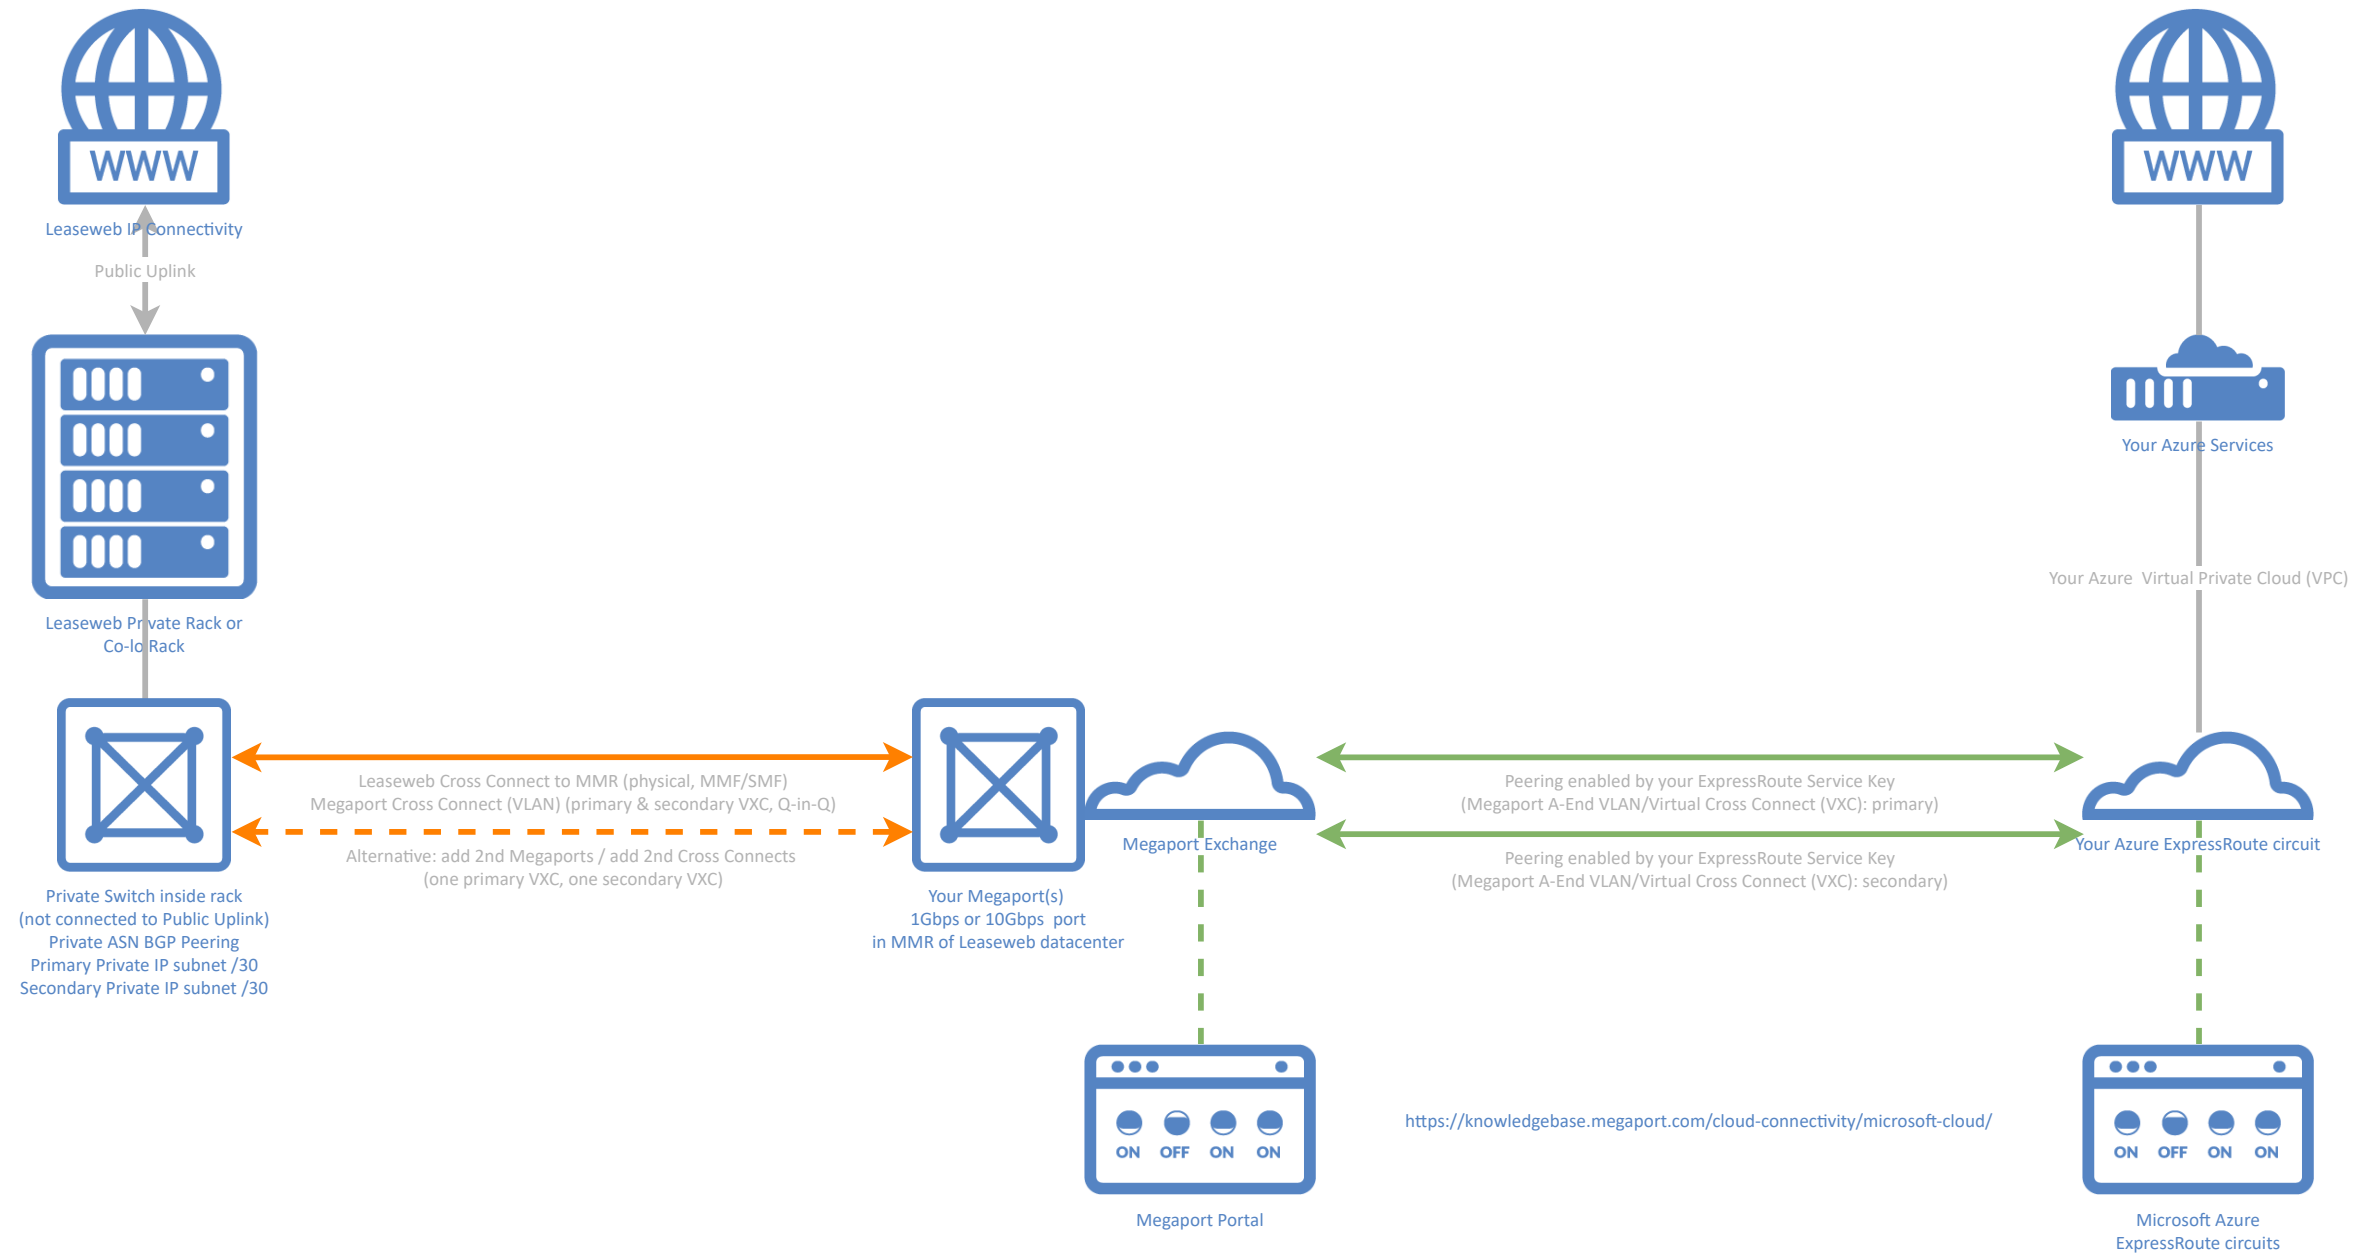 WWW
Leaseweb IP Connectivity
Public Uplink
Leaseweb Private Rack or
Co-lo Rack
Private Switch inside rack
(not connected to Public Uplink)
Private ASN BGP Peering
Primary Private IP subnet /30
Secondary Private IP subnet /30
Leaseweb Cross Connect to MMR (physical, MMF/SMF)
Megaport Cross Connect (VLAN) (primary & secondary VXC, Q-in-Q)
Alternative: add 2nd Megaports / add 2nd Cross Connects
(one primary VXC, one secondary VXC)
Your Megaport(s)
1Gbps or 10Gbps  port
in MMR of Leaseweb datacenter
Megaport Exchange
ON OFF ON ON
Megaport Portal
Peering enabled by your ExpressRoute Service Key
(Megaport A-End VLAN/Virtual Cross Connect (VXC): primary)
Peering enabled by your ExpressRoute Service Key
(Megaport A-End VLAN/Virtual Cross Connect (VXC): secondary)
https://knowledgebase.megaport.com/cloud-connectivity/microsoft-cloud/
WWW
Your Azure Services
Your Azure  Virtual Private Cloud (VPC)
Your Azure ExpressRoute circuit
ON OFF ON ON
Microsoft Azure
ExpressRoute circuits